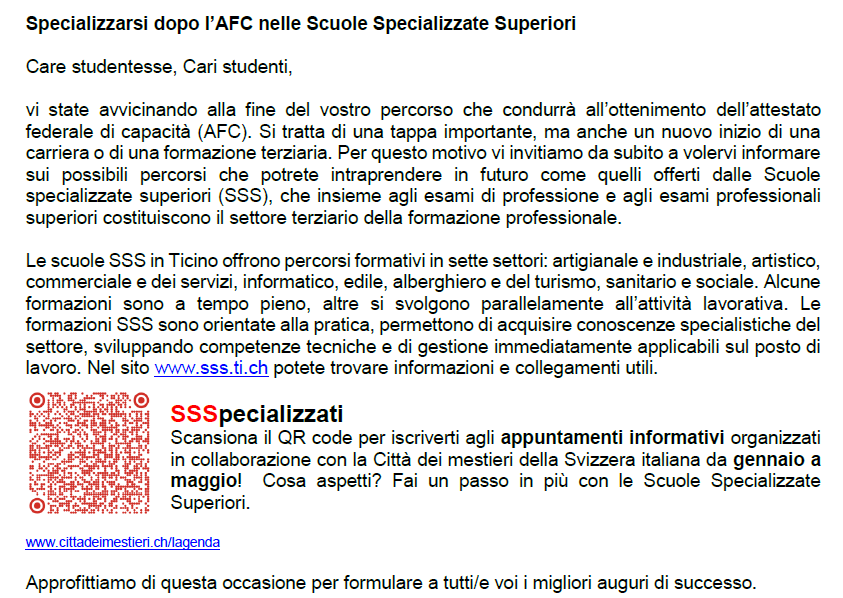 Specializzarsi dopo l’AFC nelle Scuole Specializzate Superiori
Care studentesse, Cari studenti,
vi state avvicinando alla fine del vostro percorso che condurrà all’ottenimento dell’attestato
federale di capacità (AFC). Si tratta di una tappa importante, ma anche un nuovo inizio di una
carriera o di una formazione terziaria. Per questo motivo vi invitiamo da subito a volervi informare
sui possibili percorsi che potrete intraprendere in futuro come quelli offerti dalle Scuole
specializzate superiori (SSS), che insieme agli esami di professione e agli esami professionali
superiori costituiscono il settore terziario della formazione professionale.
Le scuole SSS in Ticino offrono percorsi formativi in sette settori: artigianale e industriale, artistico,
commerciale e dei servizi, informatico, edile, alberghiero e del turismo, sanitario e sociale. Alcune
formazioni sono a tempo pieno, altre si svolgono parallelamente all’attività lavorativa. Le
formazioni SSS sono orientate alla pratica, permettono di acquisire conoscenze specialistiche del
settore, sviluppando competenze tecniche e di gestione immediatamente applicabili sul posto di
lavoro. Nel sito www.sss.ti.ch potete trovare informazioni e collegamenti utili.
SSSpecializzati
Scansiona il QR code per iscriverti agli appuntamenti informativi organizzati
in collaborazione con la Città dei mestieri della Svizzera italiana da gennaio a
maggio! Cosa aspetti? Fai un passo in più con le Scuole Specializzate
Superiori.
www.cittadeimestieri.ch/lagenda
Approfittiamo di questa occasione per formulare a tutti/e voi i migliori auguri di successo.